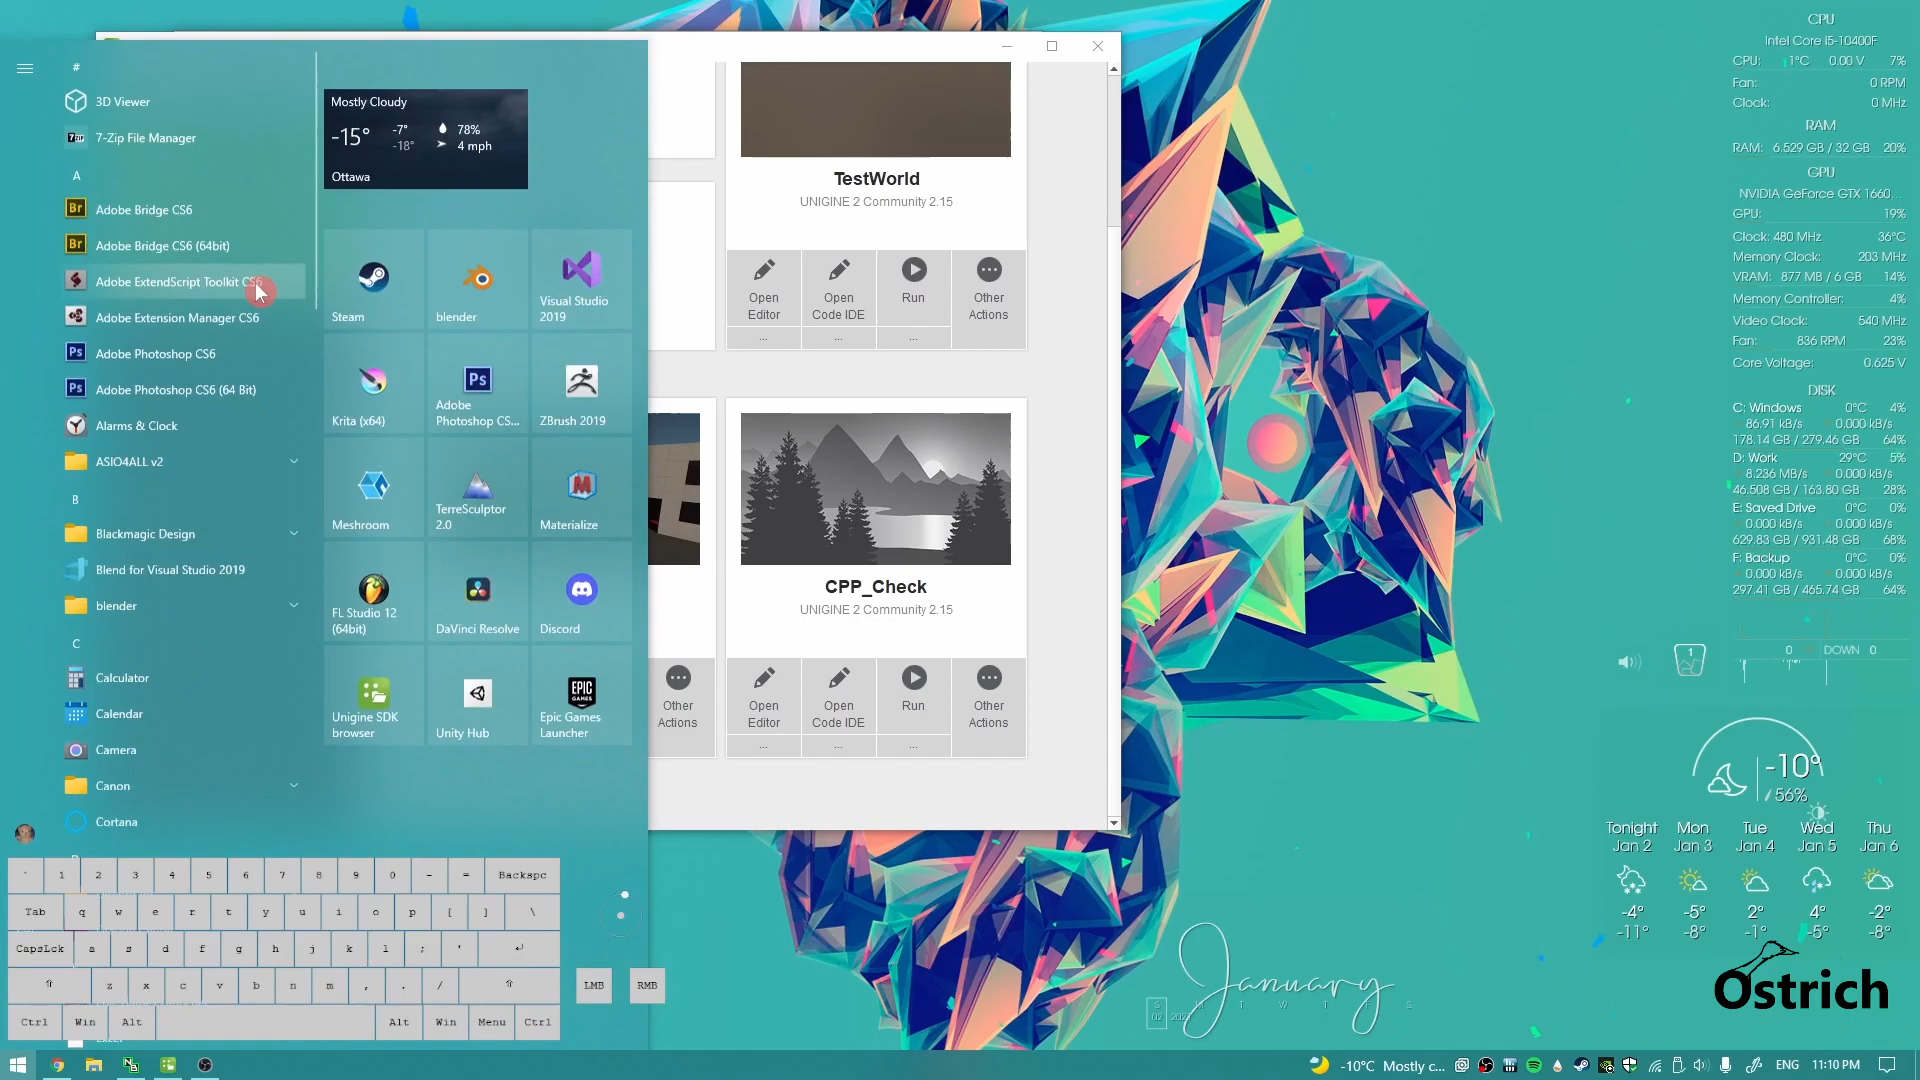 #
3D Viewer
7-Zip File Manager
A
Adobe Bridge CS6
Adobe Bridge CS6 (64bit)
Adobe ExtendScript Toolkit CS6
Adobe Extension Manager CS6
Adobe Photoshop CS6
Adobe Photoshop CS6 (64 Bit)
Alarms & Clock
ASIO4ALL v2
B
Blackmagic Design
Blend for Visual Studio 2019
blender
C
Calculator
Calendar
Camera
Canon
Cortana
Mostly Cloudy
-15°
-7°
-18°
78%
4 mph
Ottawa
Steam
blender
Visual Studio
2019
Krita (x64)
Adobe
Photoshop CS...
ZBrush 2019
Meshroom
TerreSculptor
2.0
Materialize
FL Studio 12
(64bit)
DaVinci Resolve
Discord
Unigine SDK
browser
Unity Hub
Epic Games
Launcher
TestWorld
UNIGINE 2 Community 2.15
Open
Editor
...
Open
Code IDE
...
Run
...
Other
Actions
CPP_Check
UNIGINE 2 Community 2.15
Other
Actions
Open
Editor
...
Open
Code IDE
...
Run
...
Other
Actions
CPU
Intel Core i5-10400F
CPU: 1°C 0.00 V 7%
Fan: 0 RPM
Clock: 0 MHz
RAM
RAM: 6.529 GB / 32 GB 20%
GPU
NVIDIA GeForce GTX 1660...
GPU: 19%
Clock: 480 MHz 36°C
Memory Clock: 203 MHz
VRAM: 877 MB / 6 GB 14%
Memory Controller: 4%
Video Clock: 540 MHz
Fan: 836 RPM 23%
Core Voltage: 0.625 V
DISK
C: Windows 0°C 4%
86.91 kB/s 0.000 kB/s
178.14 GB / 279.46 GB 64%
D: Work 29°C 5%
8.236 MB/s 0.000 kB/s
46.508 GB / 163.80 GB 28%
E: Saved Drive 0°C 0%
0.000 kB/s 0.000 kB/s
629.83 GB / 931.48 GB 68%
F: Backup 0°C 0%
0.000 kB/s 0.000 kB/s
297.41 GB / 465.74 GB 64%
0 DOWN 0
1
-10°
56%
Tonight Mon Tue Wed Thu
Jan 2 Jan 3 Jan 4 Jan 5 Jan 6
-4° -5° 2° 4° -2°
-11° -8° -1° -5° -8°
January
S M T W T F S
02
Ostrich
` 1 2 3 4 5 6 7 8 9 0 - = Backspc
Tab q w e r t y u i o p [ ] \
CapsLck a s d f g h j k l ; '
z x c v b n m , . /
Ctrl Win Alt Alt Win Menu Ctrl
LMB RMB
-10°C Mostly c... ENG 11:10 PM